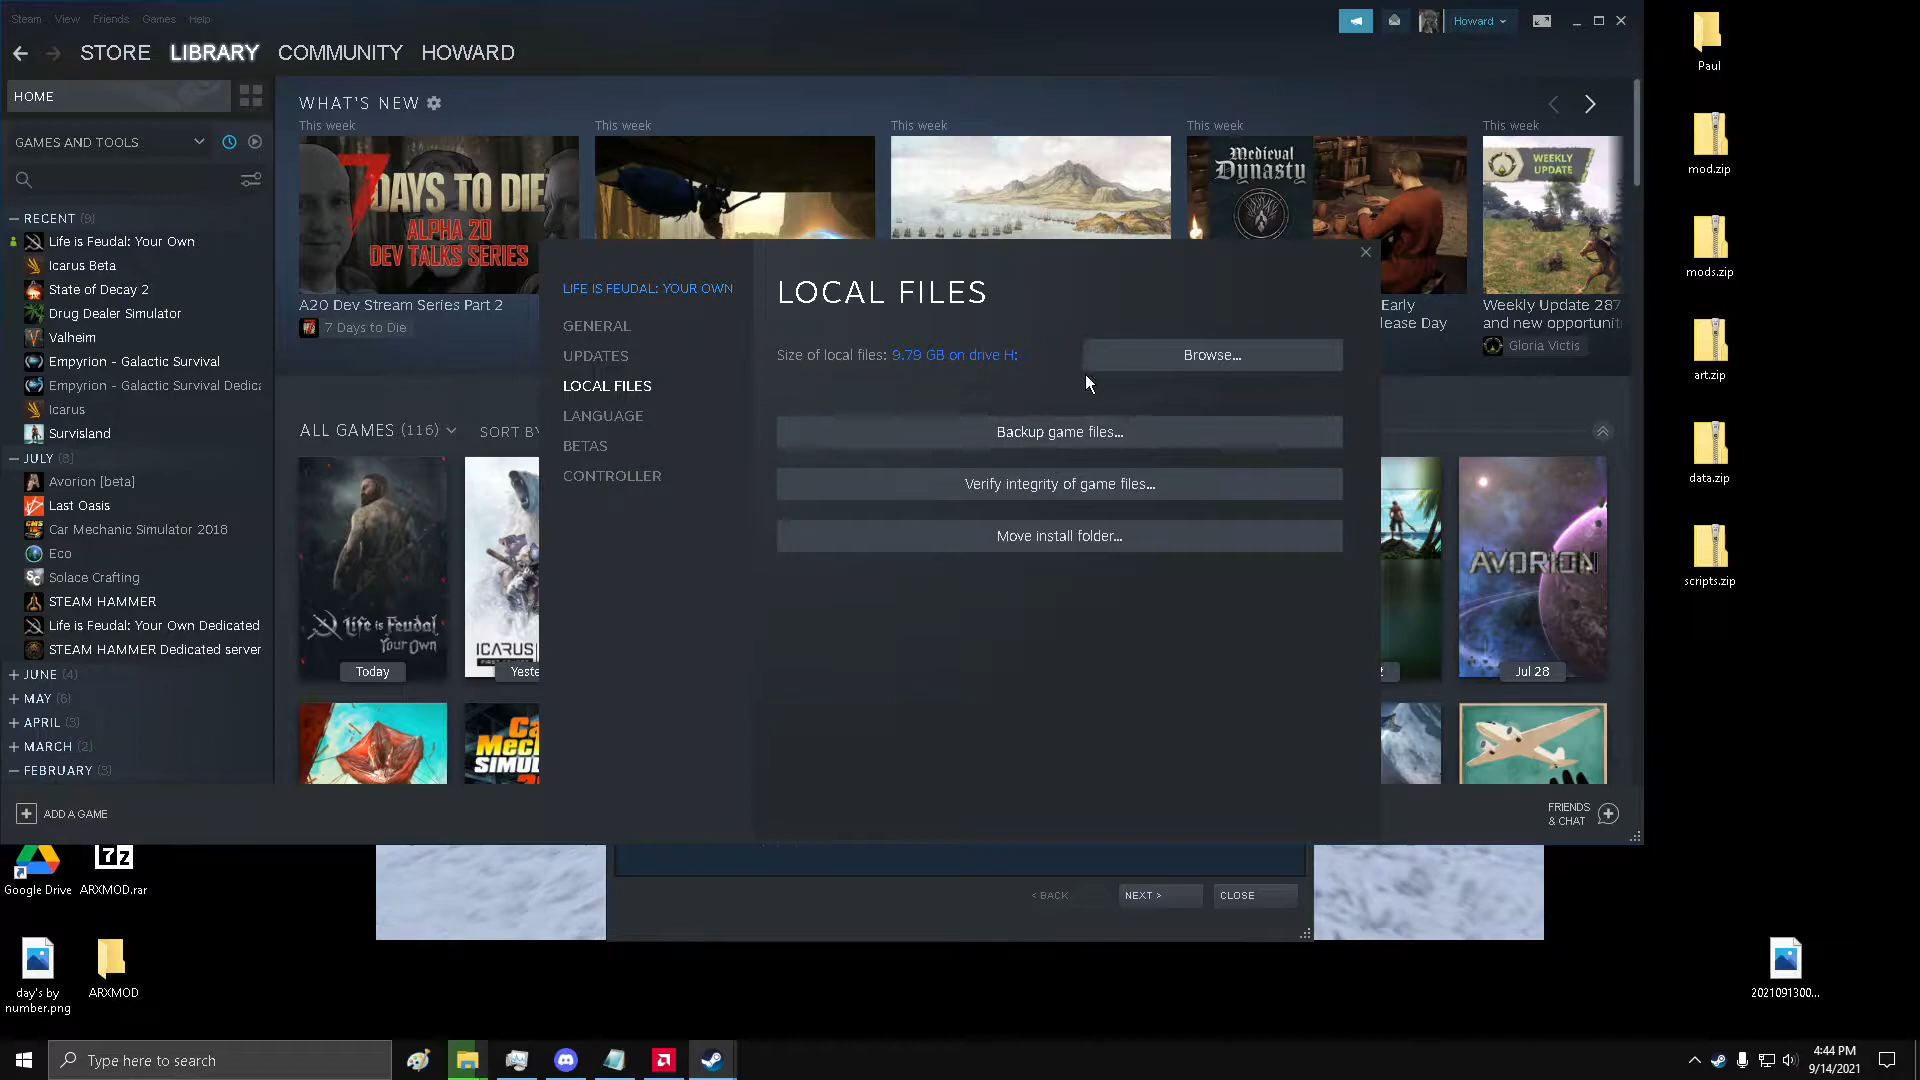 Steam View Friends Games Help
Howard
STORE LIBRARY COMMUNITY HOWARD
HOME
GAMES AND TOOLS
RECENT (9)
Life is Feudal: Your Own
Icarus Beta
State of Decay 2
Drug Dealer Simulator
Valheim
Empyrion - Galactic Survival
Empyrion - Galactic Survival Dedica
Icarus
Survisland
JULY (8)
Avorion [beta]
Last Oasis
Car Mechanic Simulator 2018
Eco
Solace Crafting
STEAM HAMMER
Life is Feudal: Your Own Dedicated
STEAM HAMMER Dedicated server
JUNE (4)
MAY (6)
APRIL (3)
MARCH (2)
FEBRUARY (3)
ADD A GAME
WHAT'S NEW
This week
This week
This week
This week
This week
7 DAYS TO DIE
ALPHA 20
DEV TALKS SERIES
Medieval
Dynasty
WEEKLY
UPDATE
A20 Dev Stream Series Part 2
7 Days to Die
Early
lease Day
Weekly Update 287
and new opportuniti
Gloria Victis
ALL GAMES (116) SORT BY
Life is Feudal
Your Own
Today
ICARUS
Yeste
AVORION
Jul 28
FRIENDS
& CHAT
LIFE IS FEUDAL: YOUR OWN
GENERAL
UPDATES
LOCAL FILES
LANGUAGE
BETAS
CONTROLLER
LOCAL FILES
Size of local files: 9.79 GB on drive H:
Browse...
Backup game files...
Verify integrity of game files...
Move install folder...
< BACK NEXT > CLOSE
Paul
mod.zip
mods.zip
art.zip
data.zip
scripts.zip
2021091300...
7z
Google Drive
ARXMOD.rar
day's by
number.png
ARXMOD
Type here to search
4:44 PM
9/14/2021